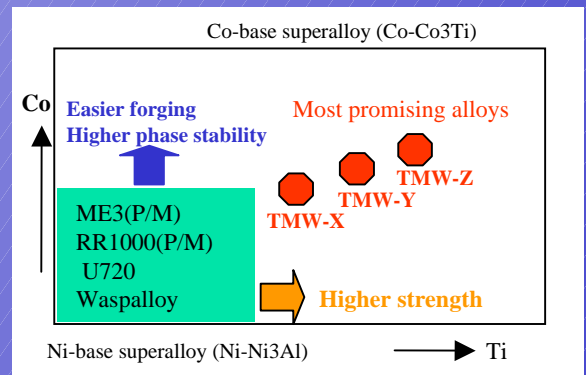 Co-base superalloy (Co-Co3Ti)
Co
Easier forging
Higher phase stability
Most promising alloys
TMW-Z
TMW-Y
TMW-X
ME3(P/M)
RR1000(P/M)
U720
Waspalloy
Higher strength
Ni-base superalloy (Ni-Ni3Al)
Ti